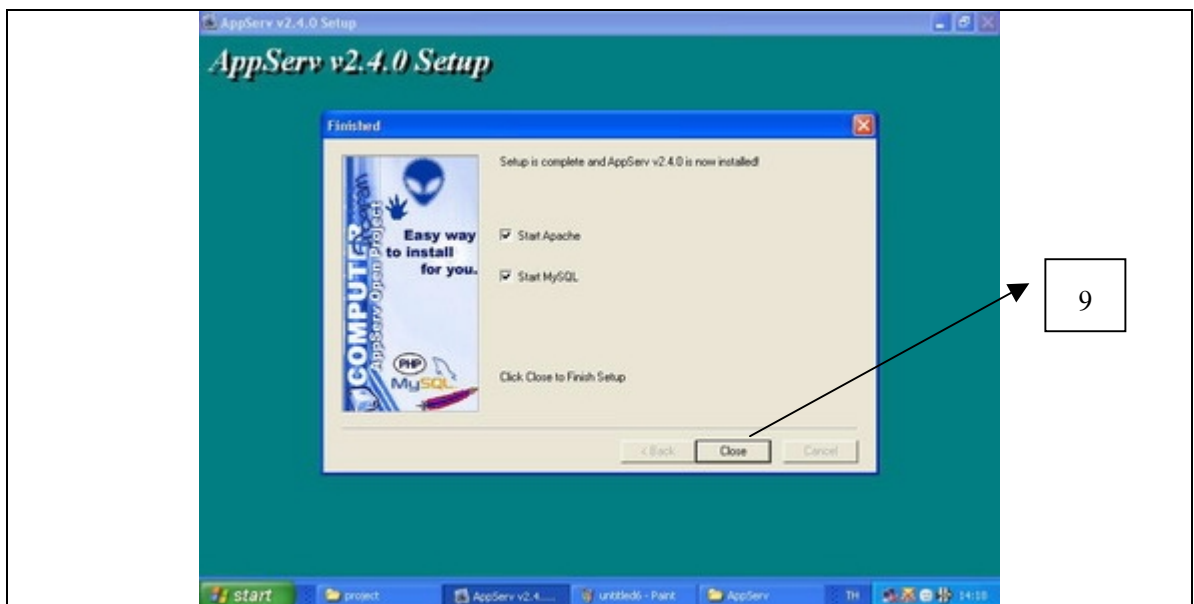 AppServ v2.4.0 Setup
AppServ v2.4.0 Setup
Finished
Setup is complete and AppServ v2.4.0 is now installed!
COMPUTER Program
AppServ Open Project
Easy way
to install
for you.
Start Apache
Start MySQL
PHP
MySQL
Click Close to Finish Setup
< Back
Close
Cancel
9
start
project
AppServ v2.4....
untitled6 - Paint
AppServ
TH
14:18